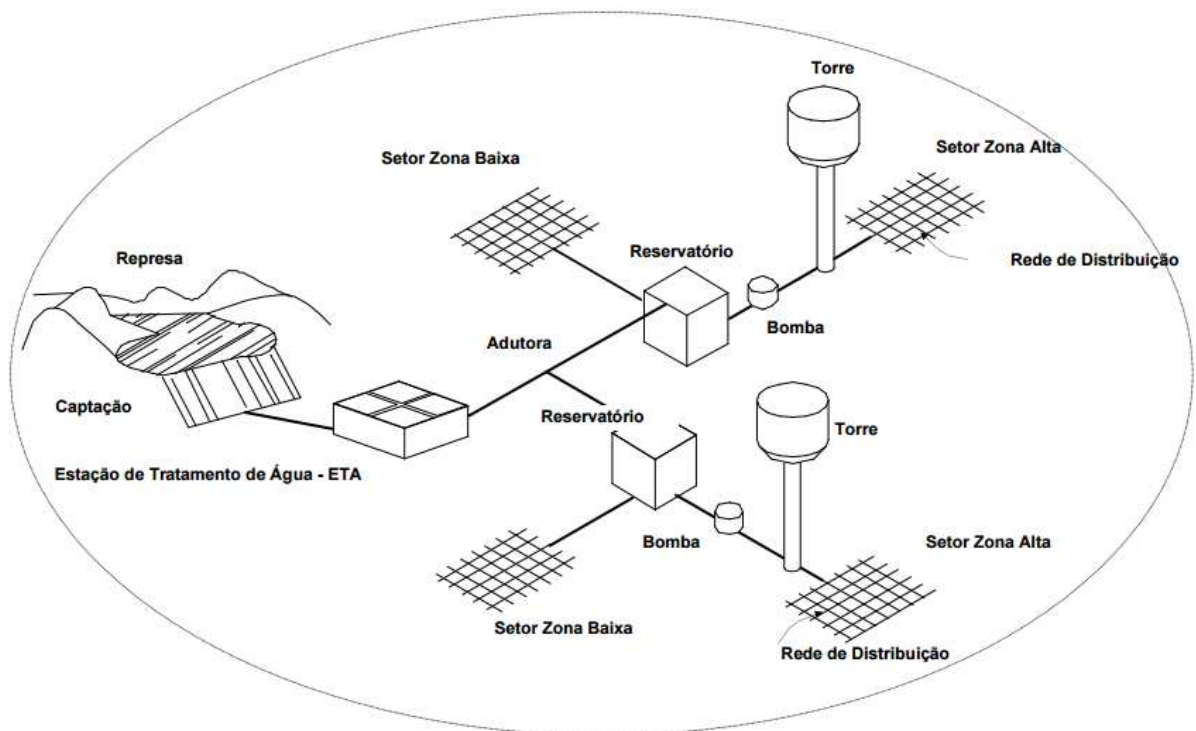 Torre
Setor Zona Baixa
Setor Zona Alta
Reservatório
Represa
Rede de Distribuição
Bomba
Adutora
Captação
Reservatório
Torre
Estação de Tratamento de Água - ETA
Bomba
Setor Zona Alta
Setor Zona Baixa
Rede de Distribuição